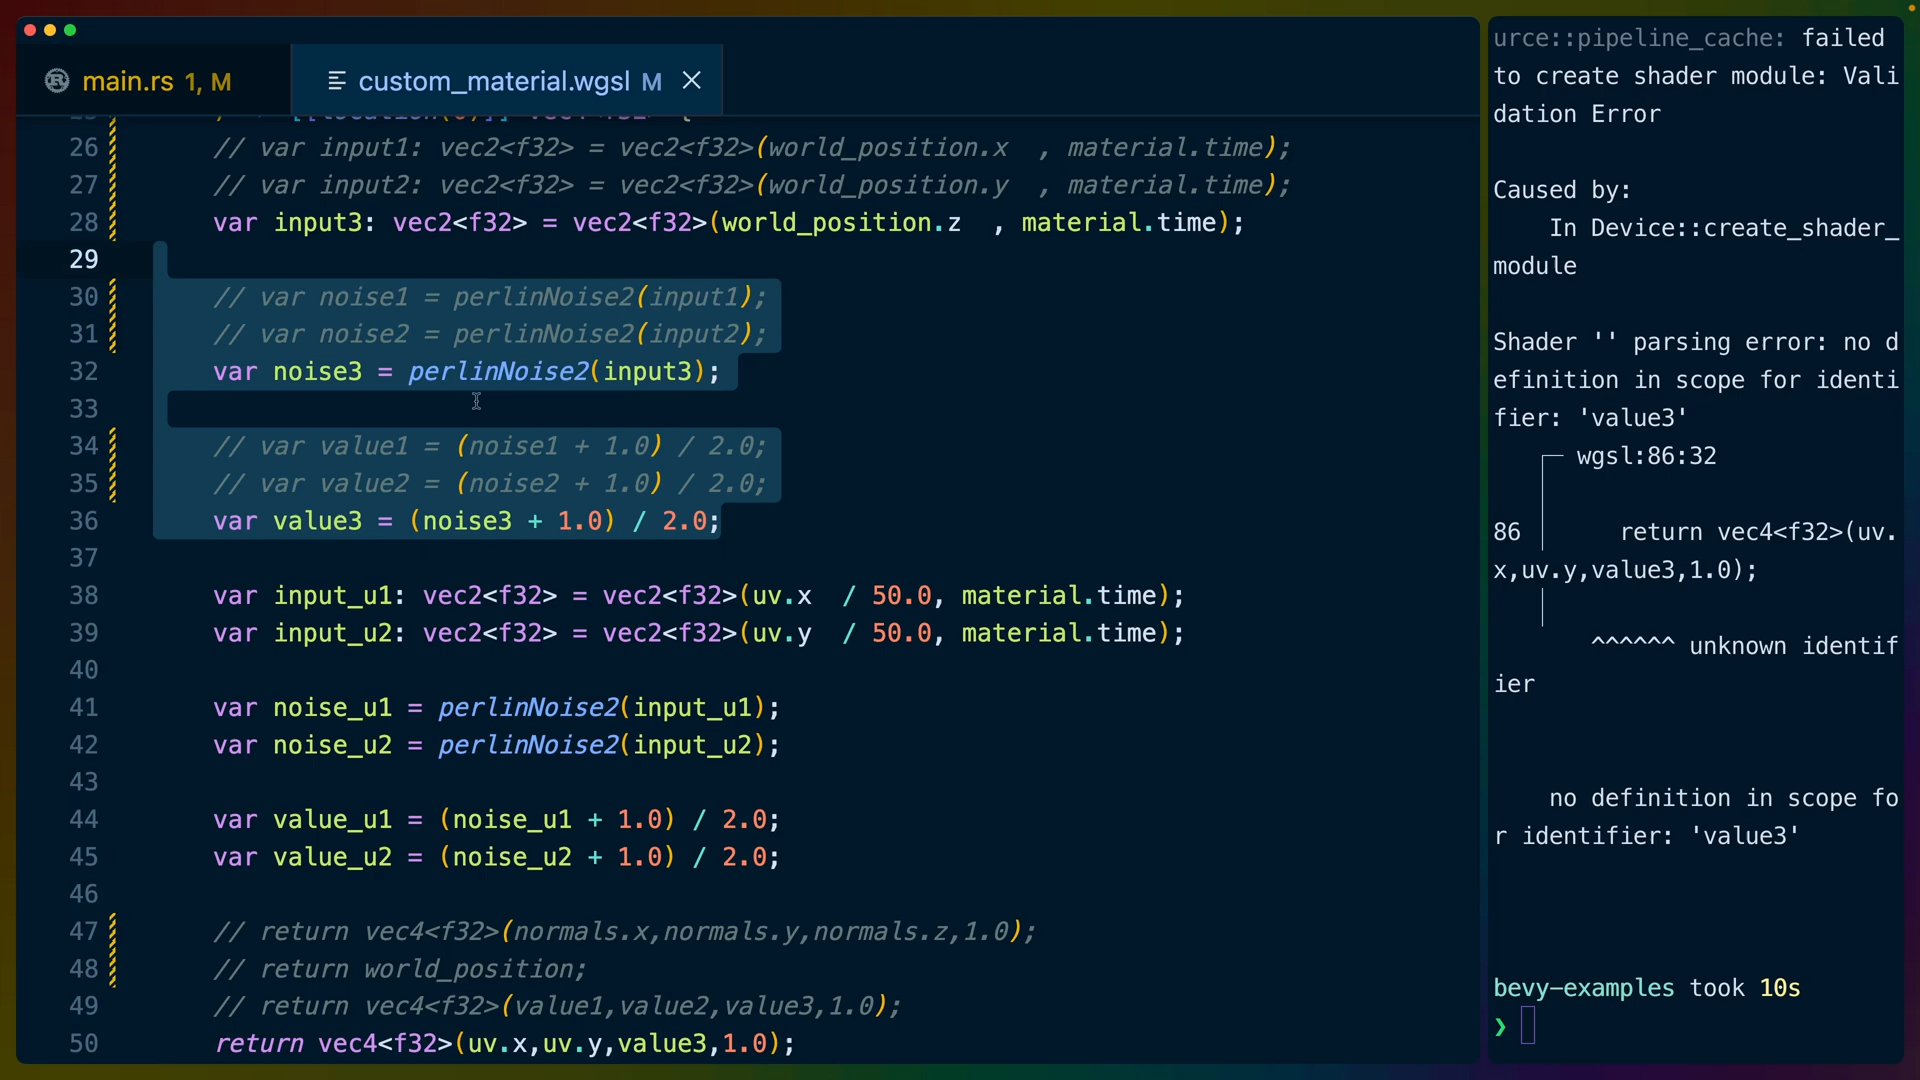 main.rs 1, M
custom_material.wgsl M
26 // var input1: vec2<f32> = vec2<f32>(world_position.x  , material.time);
27 // var input2: vec2<f32> = vec2<f32>(world_position.y  , material.time);
28 var input3: vec2<f32> = vec2<f32>(world_position.z  , material.time);
29
30 // var noise1 = perlinNoise2(input1);
31 // var noise2 = perlinNoise2(input2);
32 var noise3 = perlinNoise2(input3);
33
34 // var value1 = (noise1 + 1.0) / 2.0;
35 // var value2 = (noise2 + 1.0) / 2.0;
36 var value3 = (noise3 + 1.0) / 2.0;
37
38 var input_u1: vec2<f32> = vec2<f32>(uv.x  / 50.0, material.time);
39 var input_u2: vec2<f32> = vec2<f32>(uv.y  / 50.0, material.time);
40
41 var noise_u1 = perlinNoise2(input_u1);
42 var noise_u2 = perlinNoise2(input_u2);
43
44 var value_u1 = (noise_u1 + 1.0) / 2.0;
45 var value_u2 = (noise_u2 + 1.0) / 2.0;
46
47 // return vec4<f32>(normals.x,normals.y,normals.z,1.0);
48 // return world_position;
49 // return vec4<f32>(value1,value2,value3,1.0);
50 return vec4<f32>(uv.x,uv.y,value3,1.0);
urce::pipeline_cache: failed
to create shader module: Vali
dation Error
Caused by:
In Device::create_shader_
module
Shader '' parsing error: no d
efinition in scope for identi
fier: 'value3'
┌─ wgsl:86:32
│
86 │ return vec4<f32>(uv.
x,uv.y,value3,1.0);
│
^^^^^^ unknown identif
ier
no definition in scope fo
r identifier: 'value3'
bevy-examples took 10s
❯